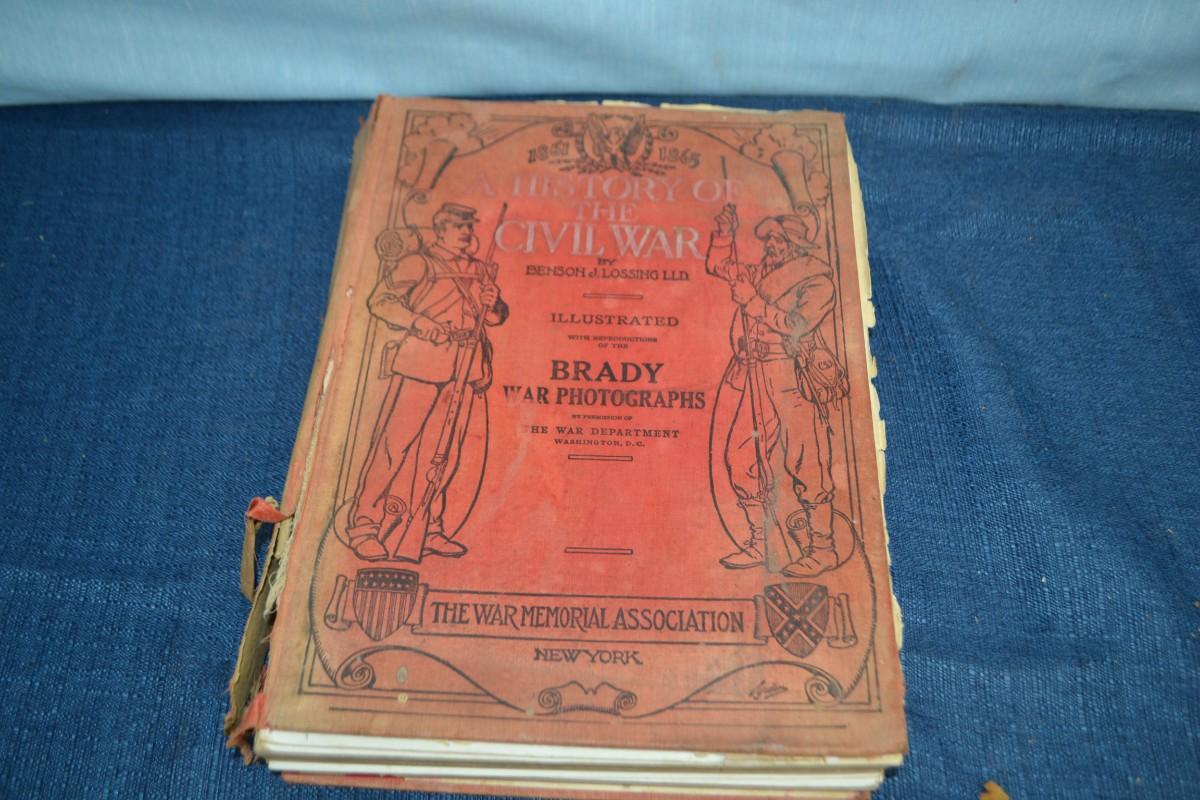 1861 1865
A HISTORY OF
THE
CIVIL WAR
BY
BENSON J. LOSSING LL.D.
ILLUSTRATED
WITH REPRODUCTIONS
OF THE
BRADY
WAR PHOTOGRAPHS
BY PERMISSION OF
THE WAR DEPARTMENT
WASHINGTON, D.C.
THE WAR MEMORIAL ASSOCIATION
NEW YORK